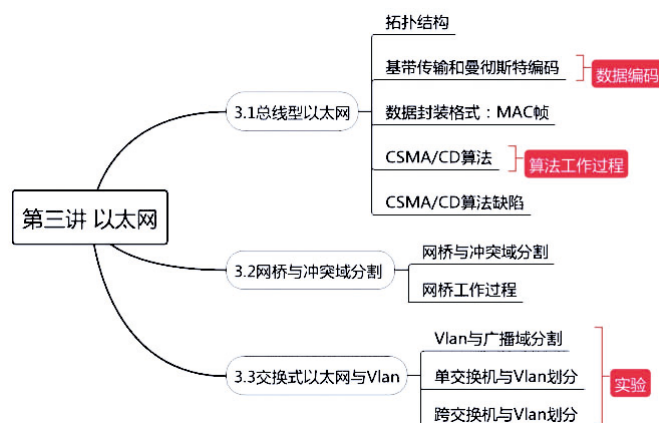 第三讲 以太网
3.1总线型以太网
拓扑结构
基带传输和曼彻斯特编码
数据编码
数据封装格式：MAC帧
CSMA/CD算法
算法工作过程
CSMA/CD算法缺陷
3.2网桥与冲突域分割
网桥与冲突域分割
网桥工作过程
3.3交换式以太网与Vlan
Vlan与广播域分割
单交换机与Vlan划分
跨交换机与Vlan划分
实验